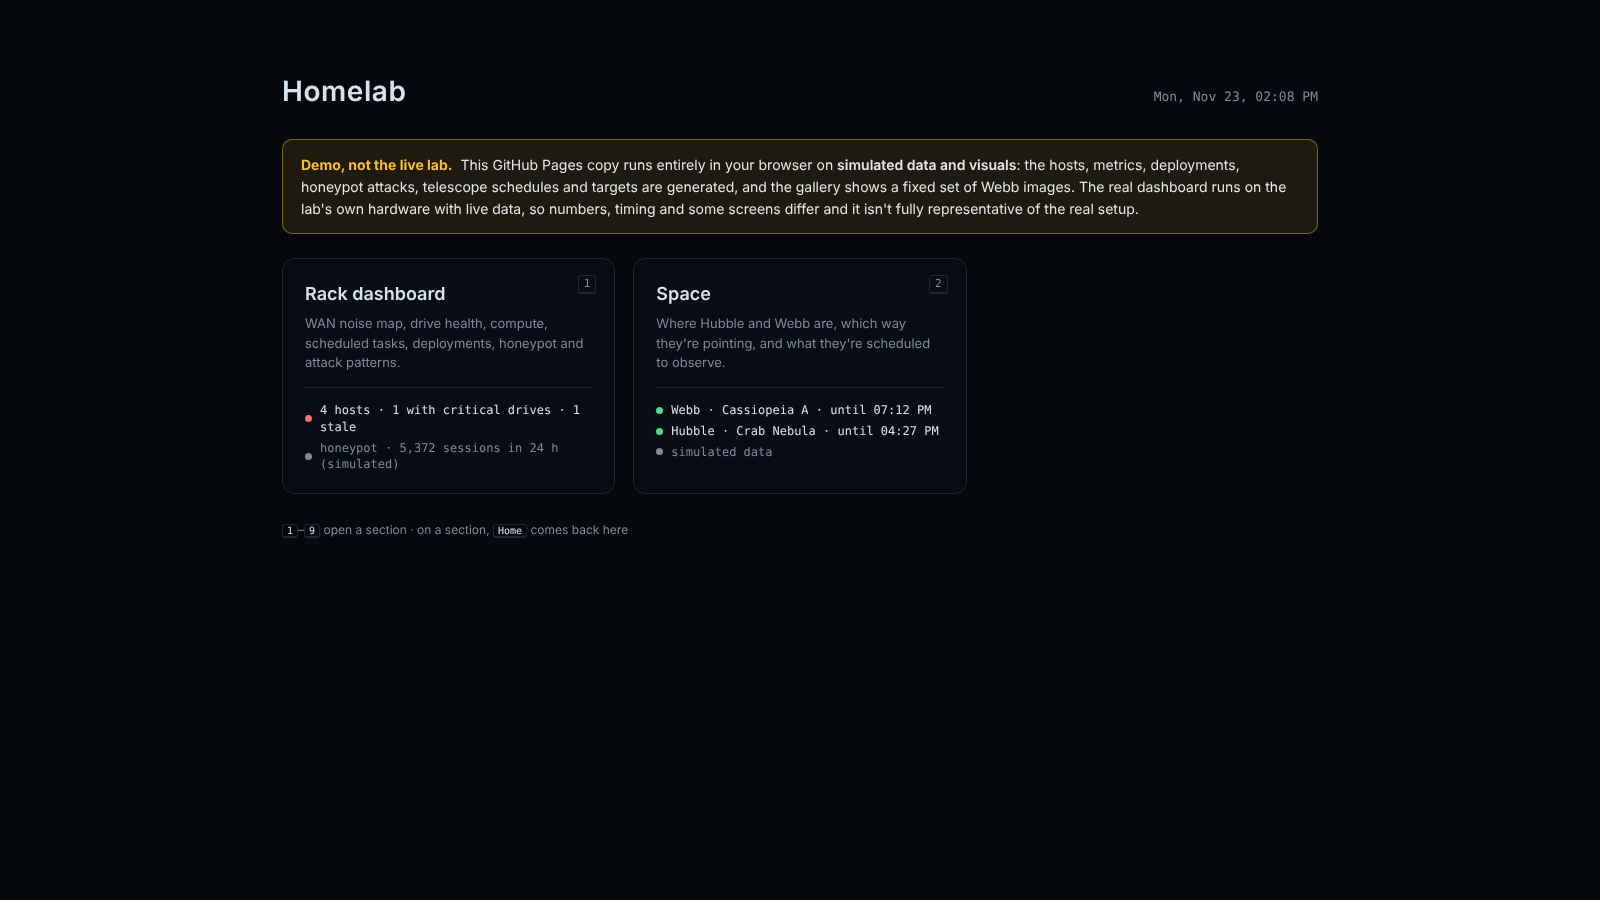 Homelab
Mon, Nov 23, 02:08 PM
Demo, not the live lab. This GitHub Pages copy runs entirely in your browser on simulated data and visuals: the hosts, metrics, deployments,
honeypot attacks, telescope schedules and targets are generated, and the gallery shows a fixed set of Webb images. The real dashboard runs on the
lab's own hardware with live data, so numbers, timing and some screens differ and it isn't fully representative of the real setup.
Rack dashboard
1
WAN noise map, drive health, compute,
scheduled tasks, deployments, honeypot and
attack patterns.
4 hosts · 1 with critical drives · 1
stale
honeypot · 5,372 sessions in 24 h
(simulated)
Space
2
Where Hubble and Webb are, which way
they're pointing, and what they're scheduled
to observe.
Webb · Cassiopeia A · until 07:12 PM
Hubble · Crab Nebula · until 04:27 PM
simulated data
1–9 open a section · on a section, Home comes back here